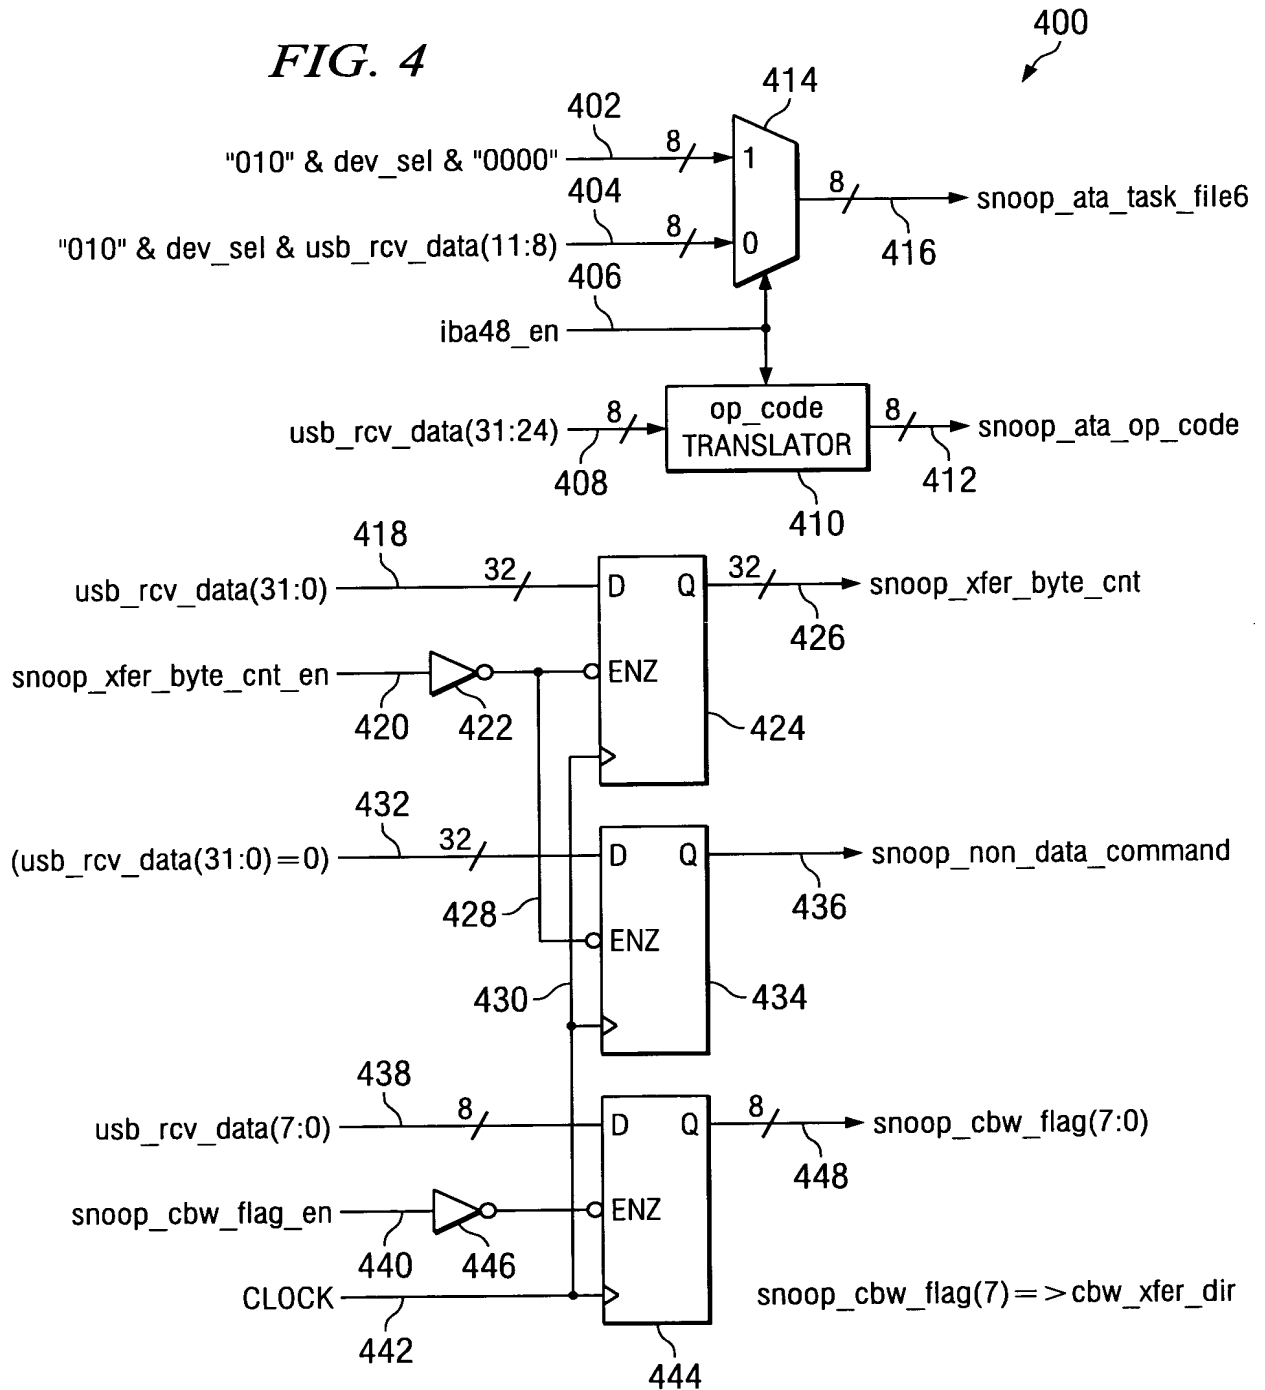 FIG. 4
400
414
402
"010" & dev_sel & "0000"
8
1
8
snoop_ata_task_file6
404
416
"010" & dev_sel & usb_rcv_data(11:8)
8
0
406
iba48_en
usb_rcv_data(31:24)
8
408
op_code
TRANSLATOR
410
8
snoop_ata_op_code
412
418
usb_rcv_data(31:0)
32
D
Q
32
snoop_xfer_byte_cnt
426
snoop_xfer_byte_cnt_en
420
422
ENZ
424
432
(usb_rcv_data(31:0)=0)
32
D
Q
snoop_non_data_command
436
428
ENZ
430
434
438
usb_rcv_data(7:0)
8
D
Q
8
snoop_cbw_flag(7:0)
448
snoop_cbw_flag_en
440
446
ENZ
CLOCK
442
444
snoop_cbw_flag(7)=>cbw_xfer_dir